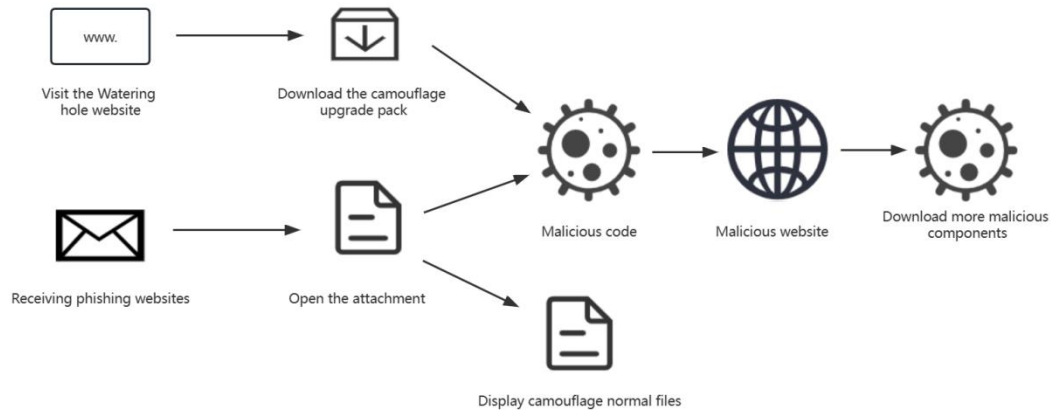 www.
Visit the Watering
hole website
Download the camouflage
upgrade pack
Malicious code
Malicious website
Download more malicious
components
Receiving phishing websites
Open the attachment
Display camouflage normal files